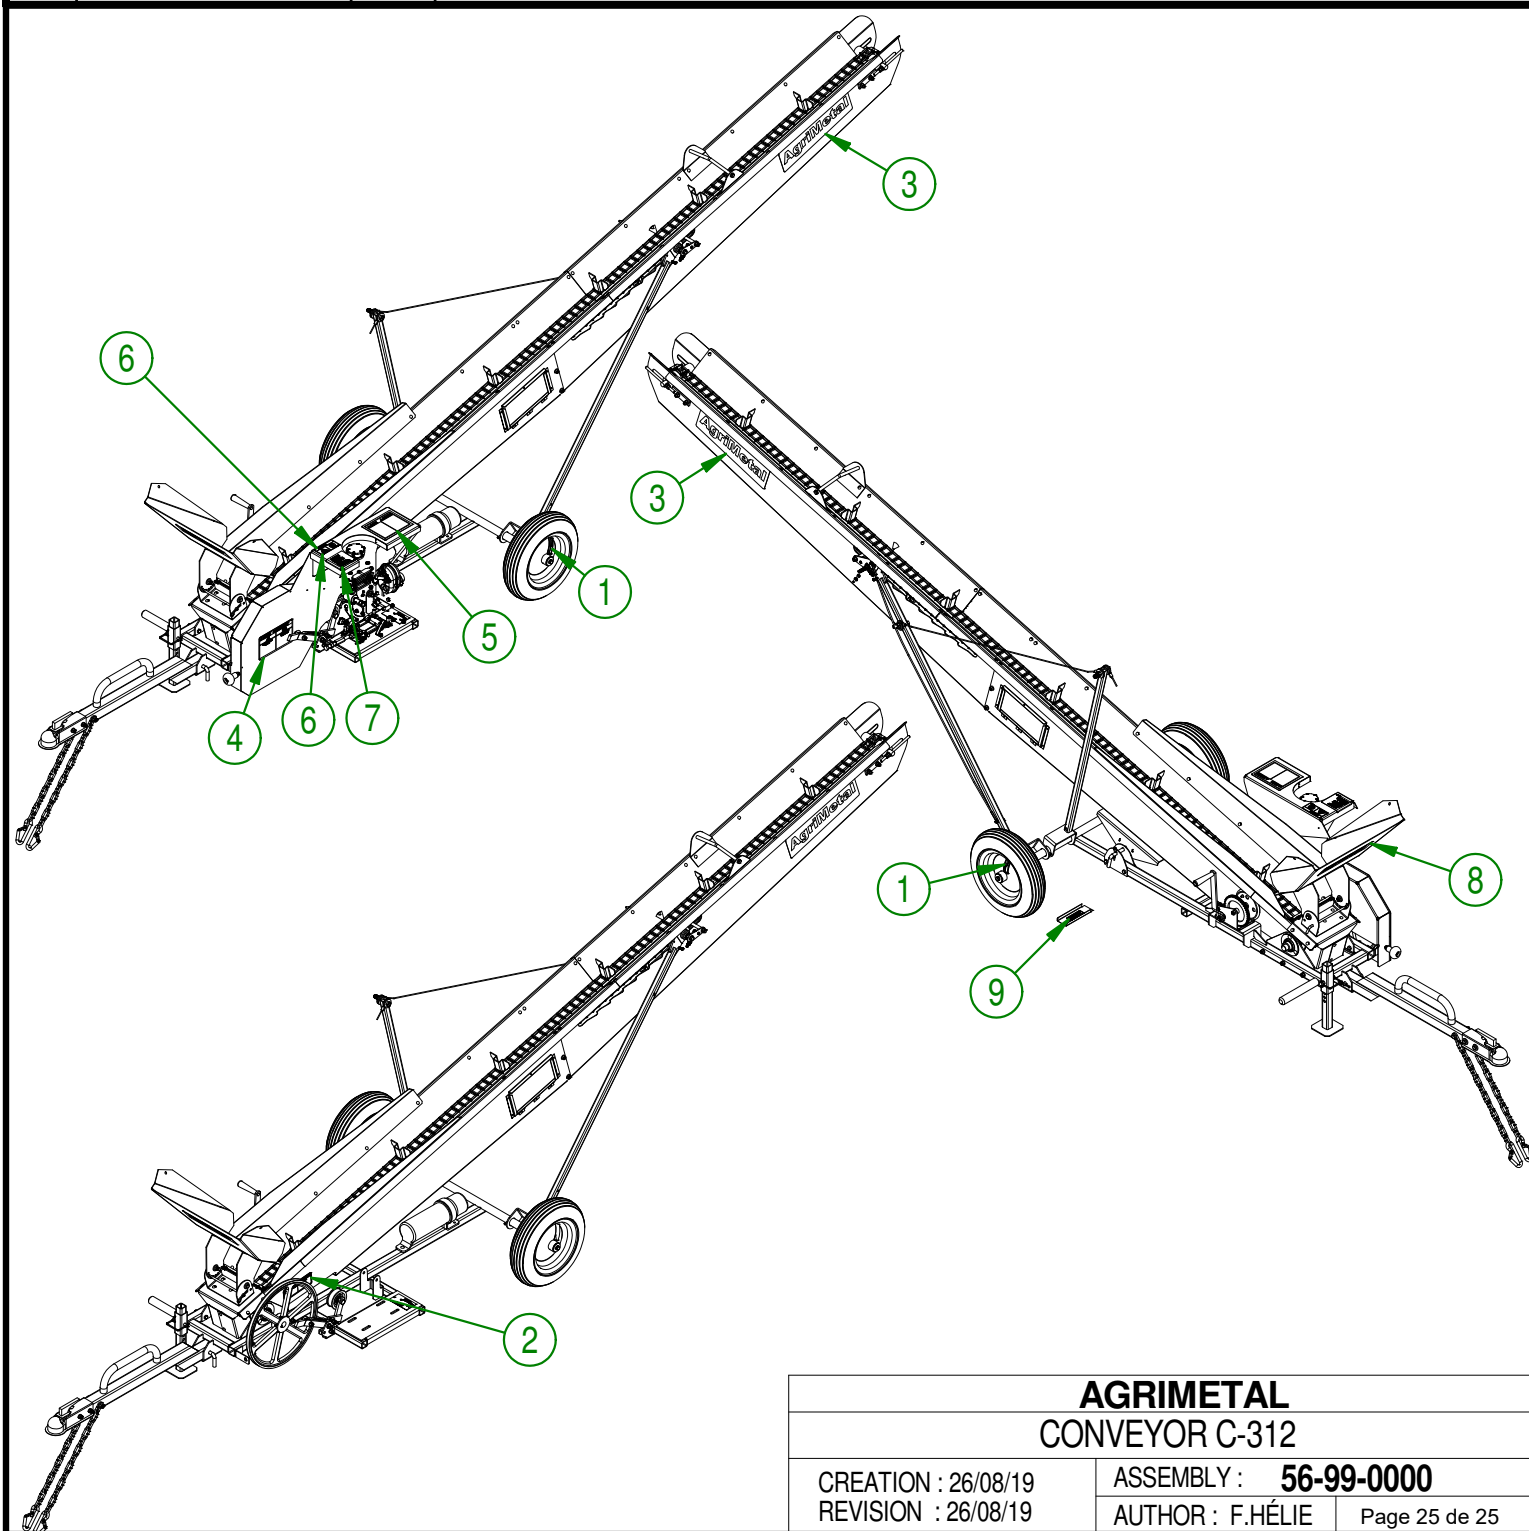 AgriMetal
3
6
1
5
6
7
4
AgriMetal
3
8
1
9
AgriMetal
2
AGRIMETAL
CONVEYOR C-312
CREATION : 26/08/19
REVISION : 26/08/19
ASSEMBLY : 56-99-0000
AUTHOR : F.HÉLIE
Page 25 de 25